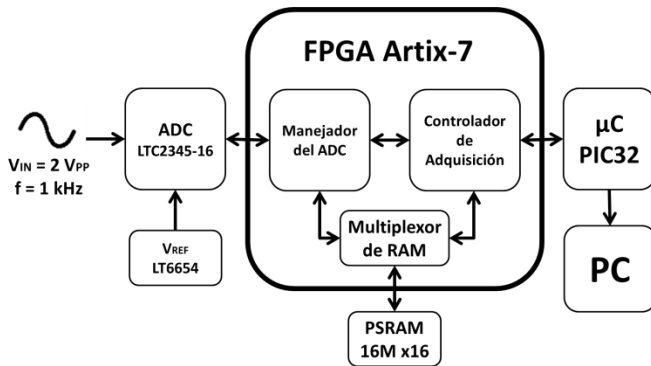 FPGA Artix-7
ADC
LTC2345-16
Manejador
del ADC
Controlador
de
Adquisición
µC
PIC32
VIN = 2 VPP
f = 1 kHz
VREF
LT6654
Multiplexor
de RAM
PC
PSRAM
16M x16